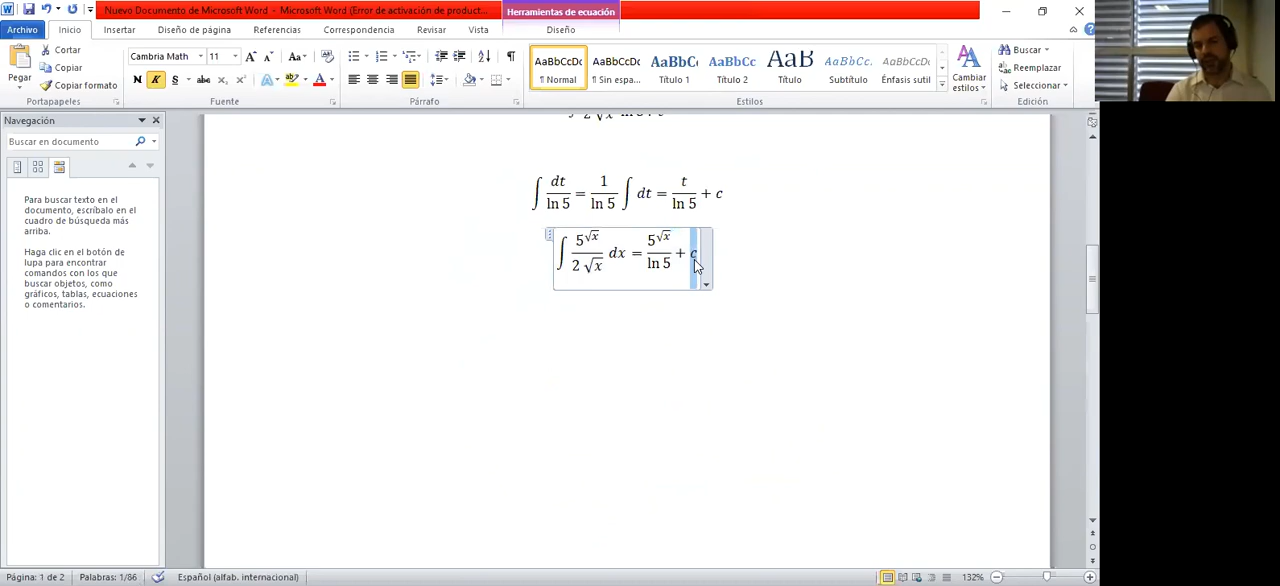 Nuevo Documento de Microsoft Word - Microsoft Word (Error de activación de product...
Herramientas de ecuación
Archivo Inicio Insertar Diseño de página Referencias Correspondencia Revisar Vista Diseño
Pegar
Cortar
Copiar
Copiar formato
Portapapeles
Cambria Math 11
N K S abc x₂ x² A
Fuente
Párrafo
AaBbCcDc AaBbCcDc AaBbC AaBbCc AaB AaBbCc. AaBbCcDc
¶ Normal ¶ Sin espa... Título 1 Título 2 Título Subtítulo Énfasis sutil
Cambiar
estilos
Estilos
Buscar
Reemplazar
Seleccionar
Edición
Navegación
Buscar en documento
Para buscar texto en el
documento, escríbalo en el
cuadro de búsqueda más
arriba.
Haga clic en el botón de
lupa para encontrar
comandos con los que
buscar objetos, como
gráficos, tablas, ecuaciones
o comentarios.
∫ dt/ln 5 = 1/ln 5 ∫ dt = t/ln 5 + c
∫ 5^√x/2 √x dx = 5^√x/ln 5 + c
Página: 1 de 2 Palabras: 1/86 Español (alfab. internacional) 132%